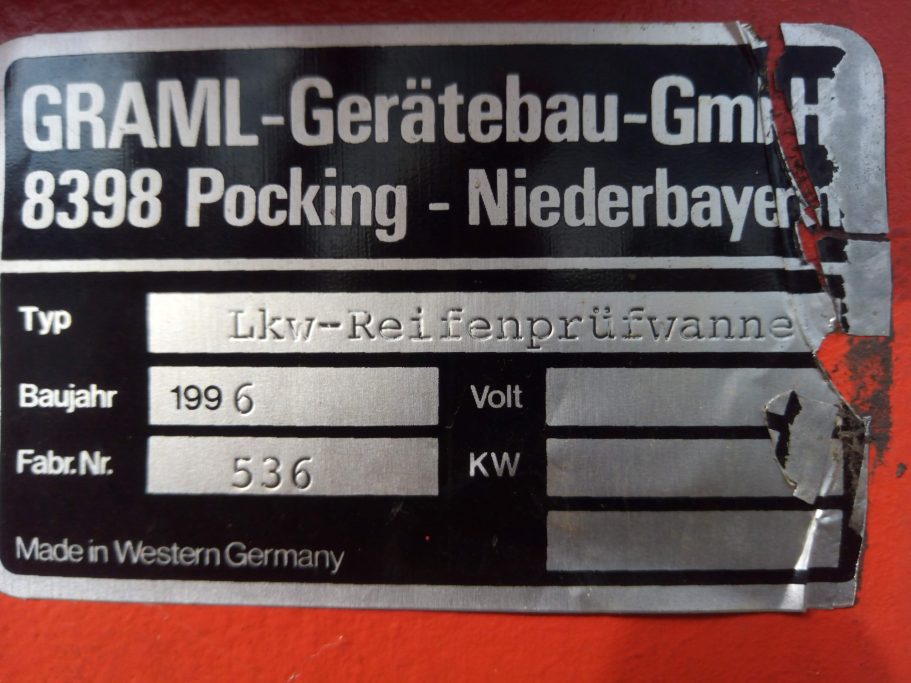 GRAML-Gerätebau-GmbH
8398 Pocking - Niederbayern
Typ Lkw-Reifenprüfwanne
Baujahr 1996 Volt
Fabr.Nr. 536 KW
Made in Western Germany